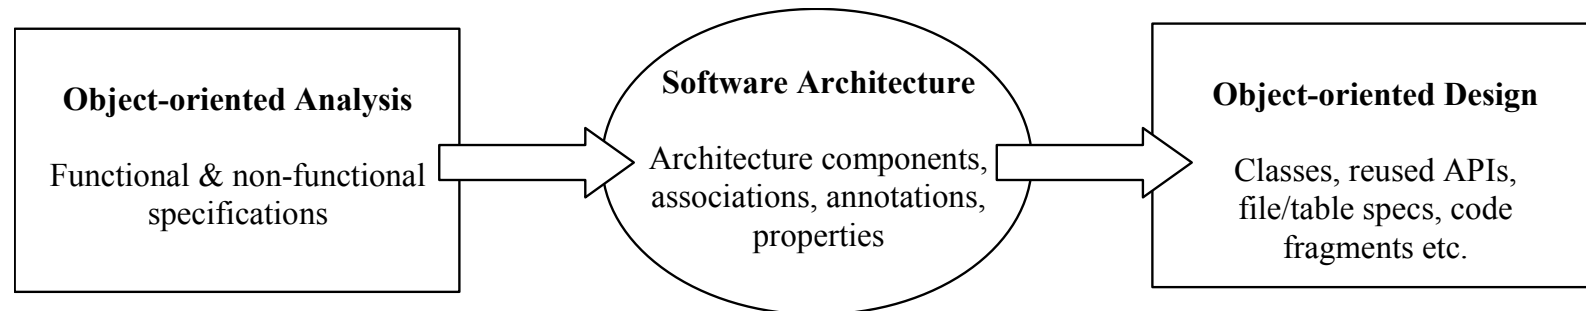 Object-oriented Analysis
Functional & non-functional
specifications
Software Architecture
Architecture components,
associations, annotations,
properties
Object-oriented Design
Classes, reused APIs,
file/table specs, code
fragments etc.